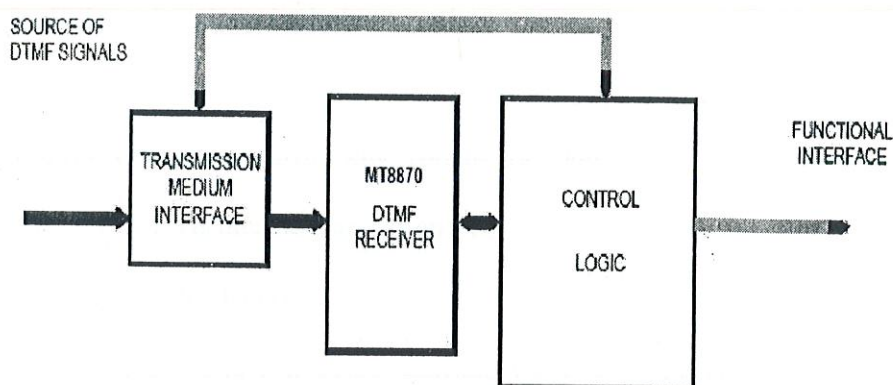 SOURCE OF
DTMF SIGNALS
TRANSMISSION
MEDIUM
INTERFACE
MT8870
DTMF
RECEIVER
CONTROL
LOGIC
FUNCTIONAL
INTERFACE